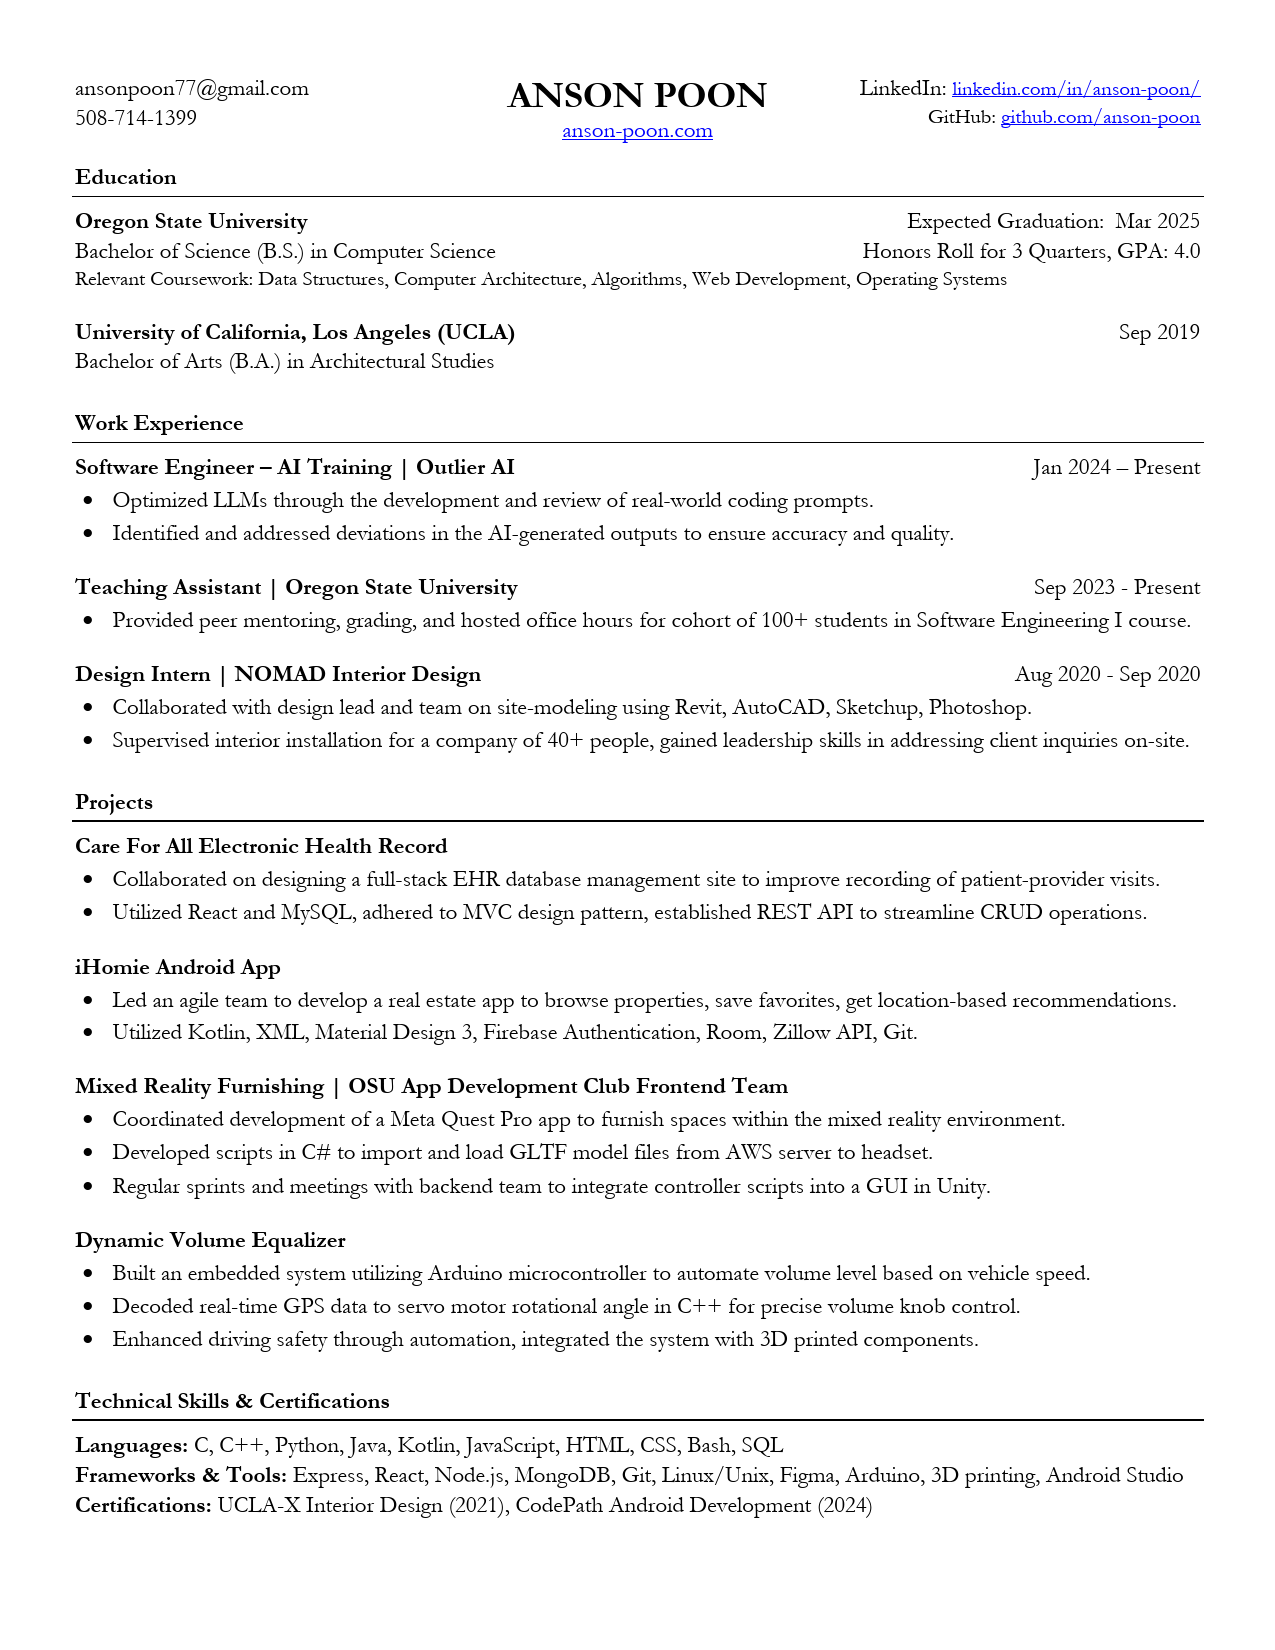 ansonpoon77@gmail.com
508-714-1399
ANSON POON
anson-poon.com
LinkedIn: linkedin.com/in/anson-poon/
GitHub: github.com/anson-poon
Education
Oregon State University Expected Graduation: Mar 2025
Bachelor of Science (B.S.) in Computer Science Honors Roll for 3 Quarters, GPA: 4.0
Relevant Coursework: Data Structures, Computer Architecture, Algorithms, Web Development, Operating Systems
University of California, Los Angeles (UCLA) Sep 2019
Bachelor of Arts (B.A.) in Architectural Studies
Work Experience
Software Engineer – AI Training | Outlier AI Jan 2024 – Present
• Optimized LLMs through the development and review of real-world coding prompts.
• Identified and addressed deviations in the AI-generated outputs to ensure accuracy and quality.
Teaching Assistant | Oregon State University Sep 2023 - Present
• Provided peer mentoring, grading, and hosted office hours for cohort of 100+ students in Software Engineering I course.
Design Intern | NOMAD Interior Design Aug 2020 - Sep 2020
• Collaborated with design lead and team on site-modeling using Revit, AutoCAD, Sketchup, Photoshop.
• Supervised interior installation for a company of 40+ people, gained leadership skills in addressing client inquiries on-site.
Projects
Care For All Electronic Health Record
• Collaborated on designing a full-stack EHR database management site to improve recording of patient-provider visits.
• Utilized React and MySQL, adhered to MVC design pattern, established REST API to streamline CRUD operations.
iHomie Android App
• Led an agile team to develop a real estate app to browse properties, save favorites, get location-based recommendations.
• Utilized Kotlin, XML, Material Design 3, Firebase Authentication, Room, Zillow API, Git.
Mixed Reality Furnishing | OSU App Development Club Frontend Team
• Coordinated development of a Meta Quest Pro app to furnish spaces within the mixed reality environment.
• Developed scripts in C# to import and load GLTF model files from AWS server to headset.
• Regular sprints and meetings with backend team to integrate controller scripts into a GUI in Unity.
Dynamic Volume Equalizer
• Built an embedded system utilizing Arduino microcontroller to automate volume level based on vehicle speed.
• Decoded real-time GPS data to servo motor rotational angle in C++ for precise volume knob control.
• Enhanced driving safety through automation, integrated the system with 3D printed components.
Technical Skills & Certifications
Languages: C, C++, Python, Java, Kotlin, JavaScript, HTML, CSS, Bash, SQL
Frameworks & Tools: Express, React, Node.js, MongoDB, Git, Linux/Unix, Figma, Arduino, 3D printing, Android Studio
Certifications: UCLA-X Interior Design (2021), CodePath Android Development (2024)